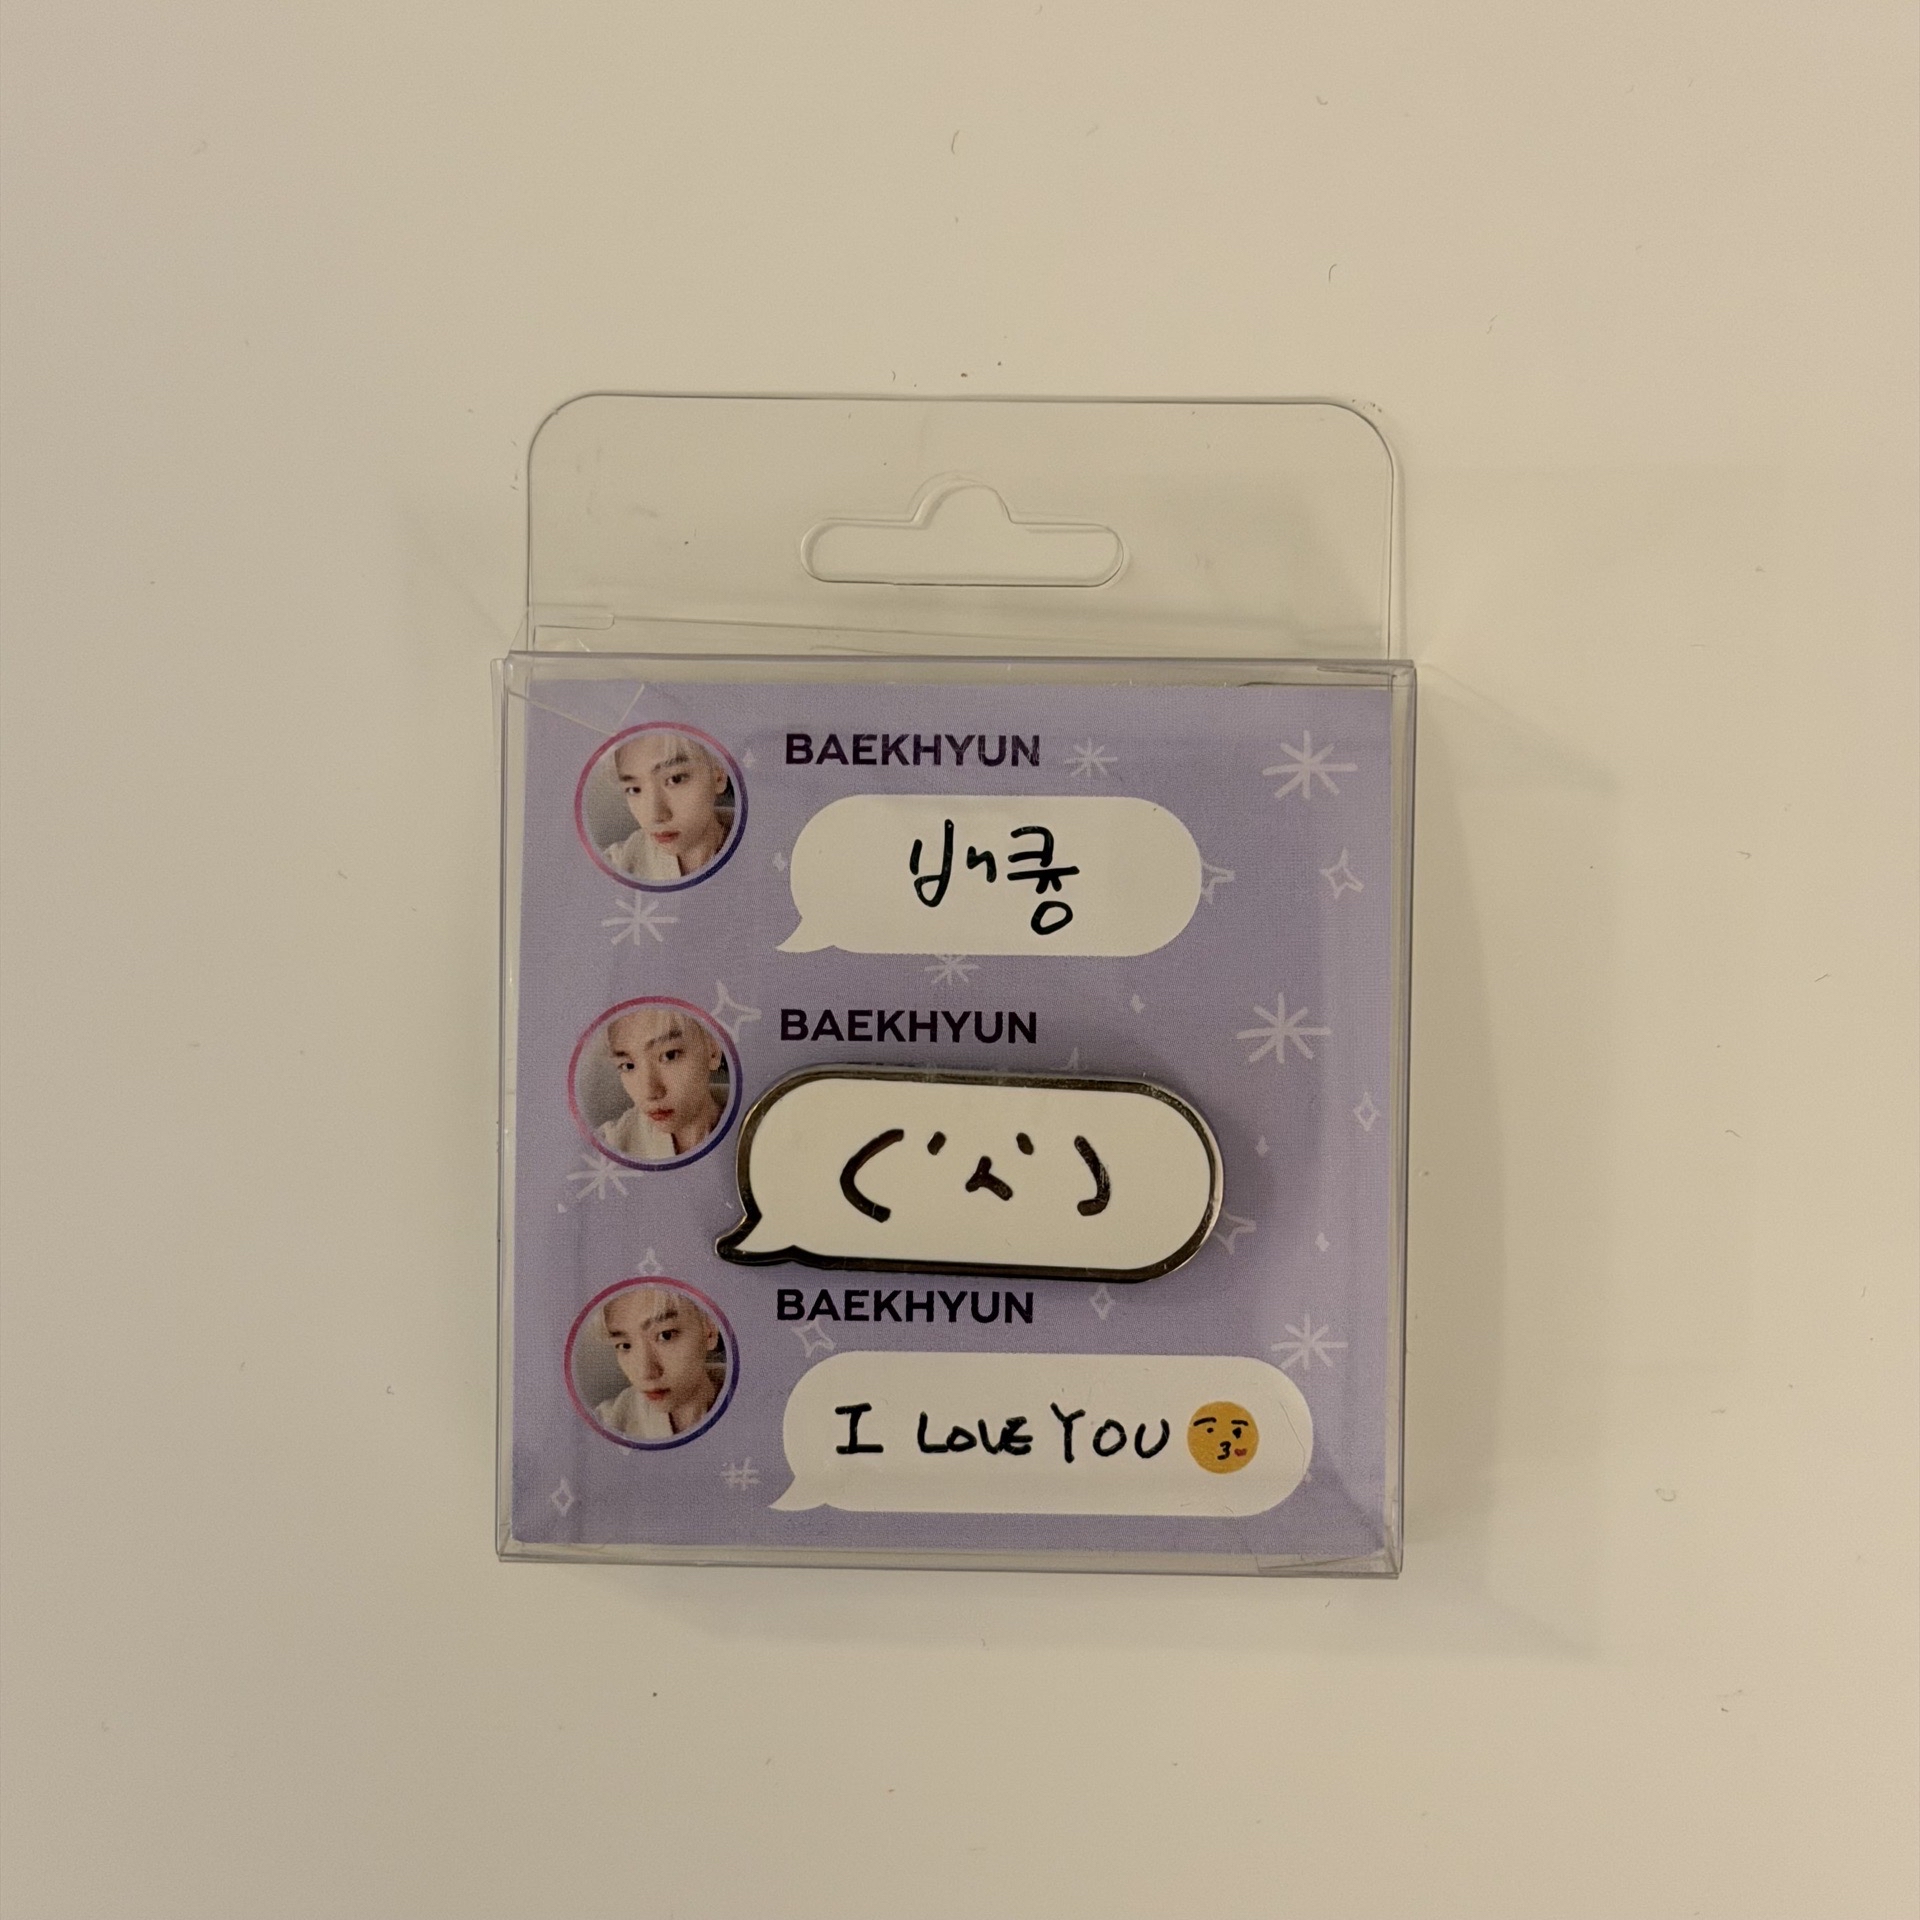 BAEKHYUN
배쿵
BAEKHYUN
( ' ㅅ ' )
BAEKHYUN
I LOVE YOU 😘